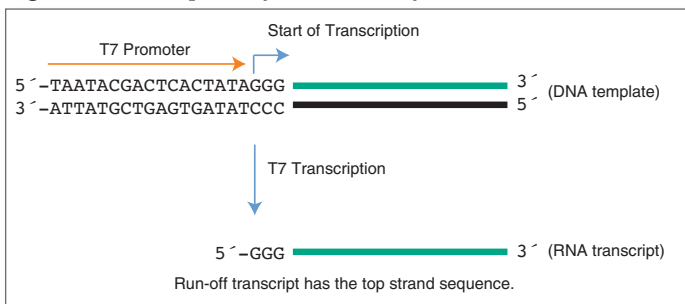 Start of Transcription
T7 Promoter
5´-TAATACGACTCACTATAGGG 3´
3´-ATTATGCTGAGTGATATCCC 5´ (DNA template)
T7 Transcription
5´-GGG 3´ (RNA transcript)
Run-off transcript has the top strand sequence.